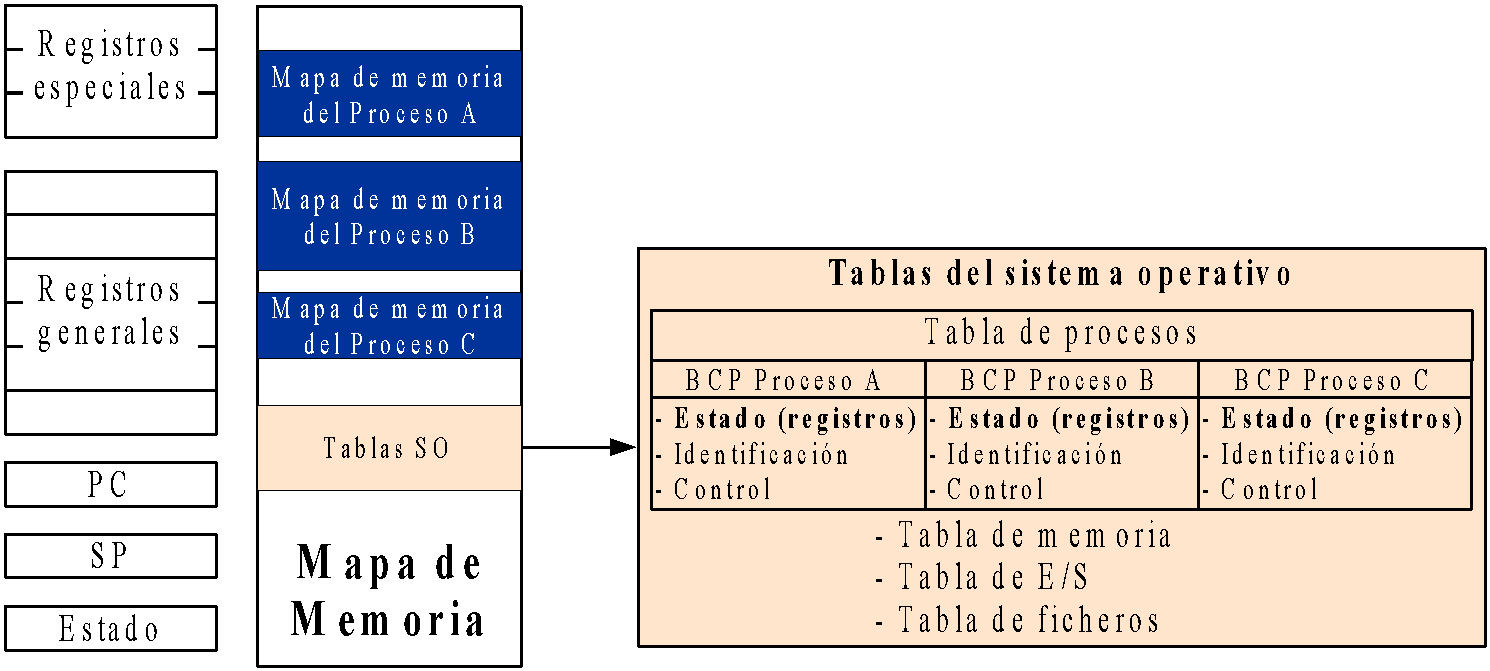 Registros
especiales
Registros
generales
PC
SP
Estado
Mapa de memoria
del Proceso A
Mapa de memoria
del Proceso B
Mapa de memoria
del Proceso C
Tablas SO
Mapa de
Memoria
Tablas del sistema operativo
Tabla de procesos
BCP Proceso A
- Estado (registros)
- Identificación
- Control
BCP Proceso B
- Estado (registros)
- Identificación
- Control
BCP Proceso C
- Estado (registros)
- Identificación
- Control
- Tabla de memoria
- Tabla de E/S
- Tabla de ficheros